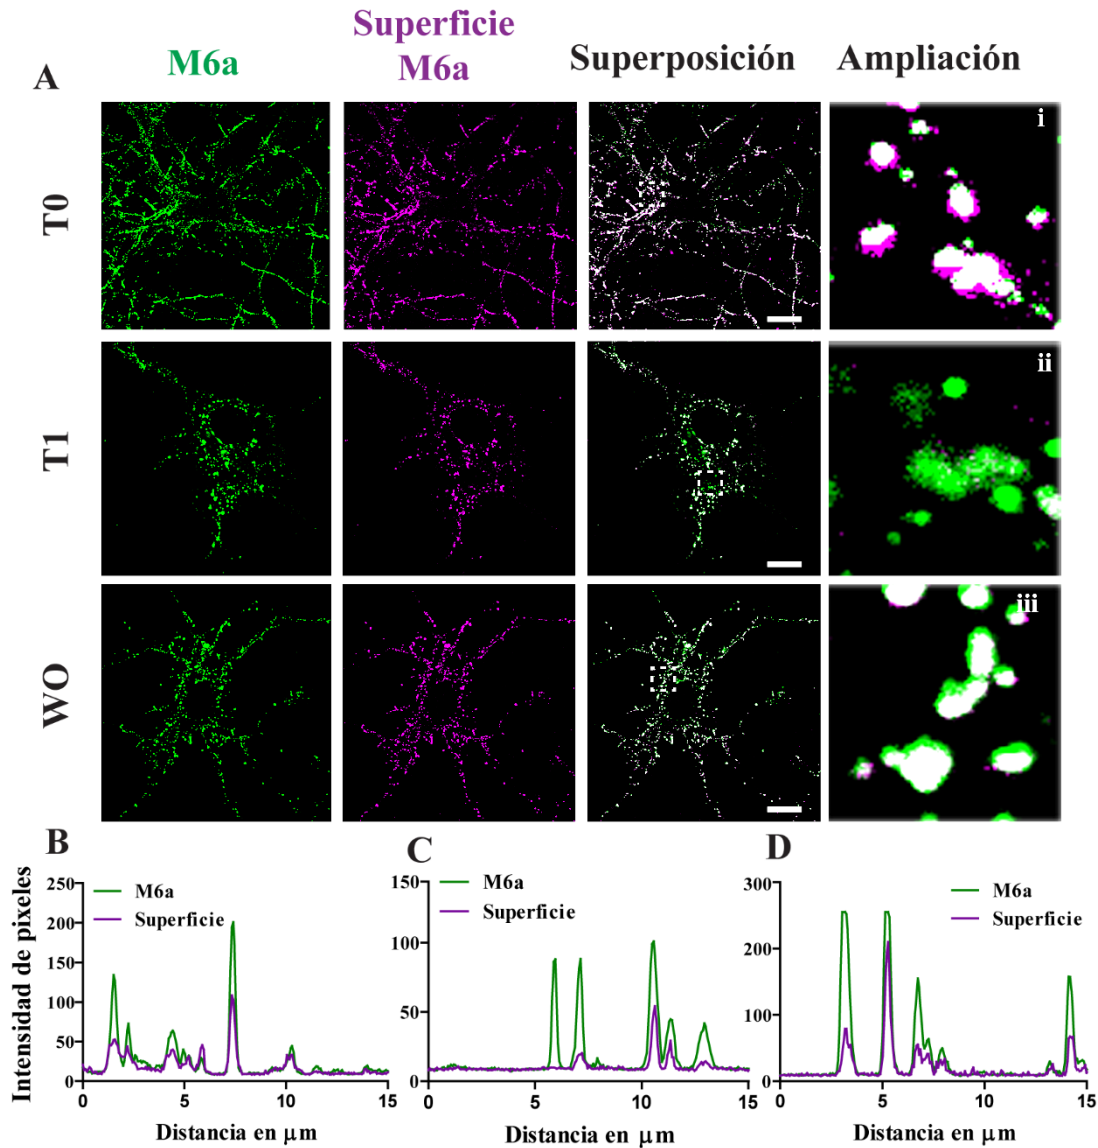 M6a
Superficie
M6a
Superposición
Ampliación
A
T0
i
T1
ii
WO
iii
B
Intensidad de pixeles
250
200
150
100
50
0
M6a
Superficie
0
5
10
15
Distancia en μm
C
150
100
50
0
M6a
Superficie
0
5
10
15
Distancia en μm
D
300
200
100
0
M6a
Superficie
0
5
10
15
Distancia en μm